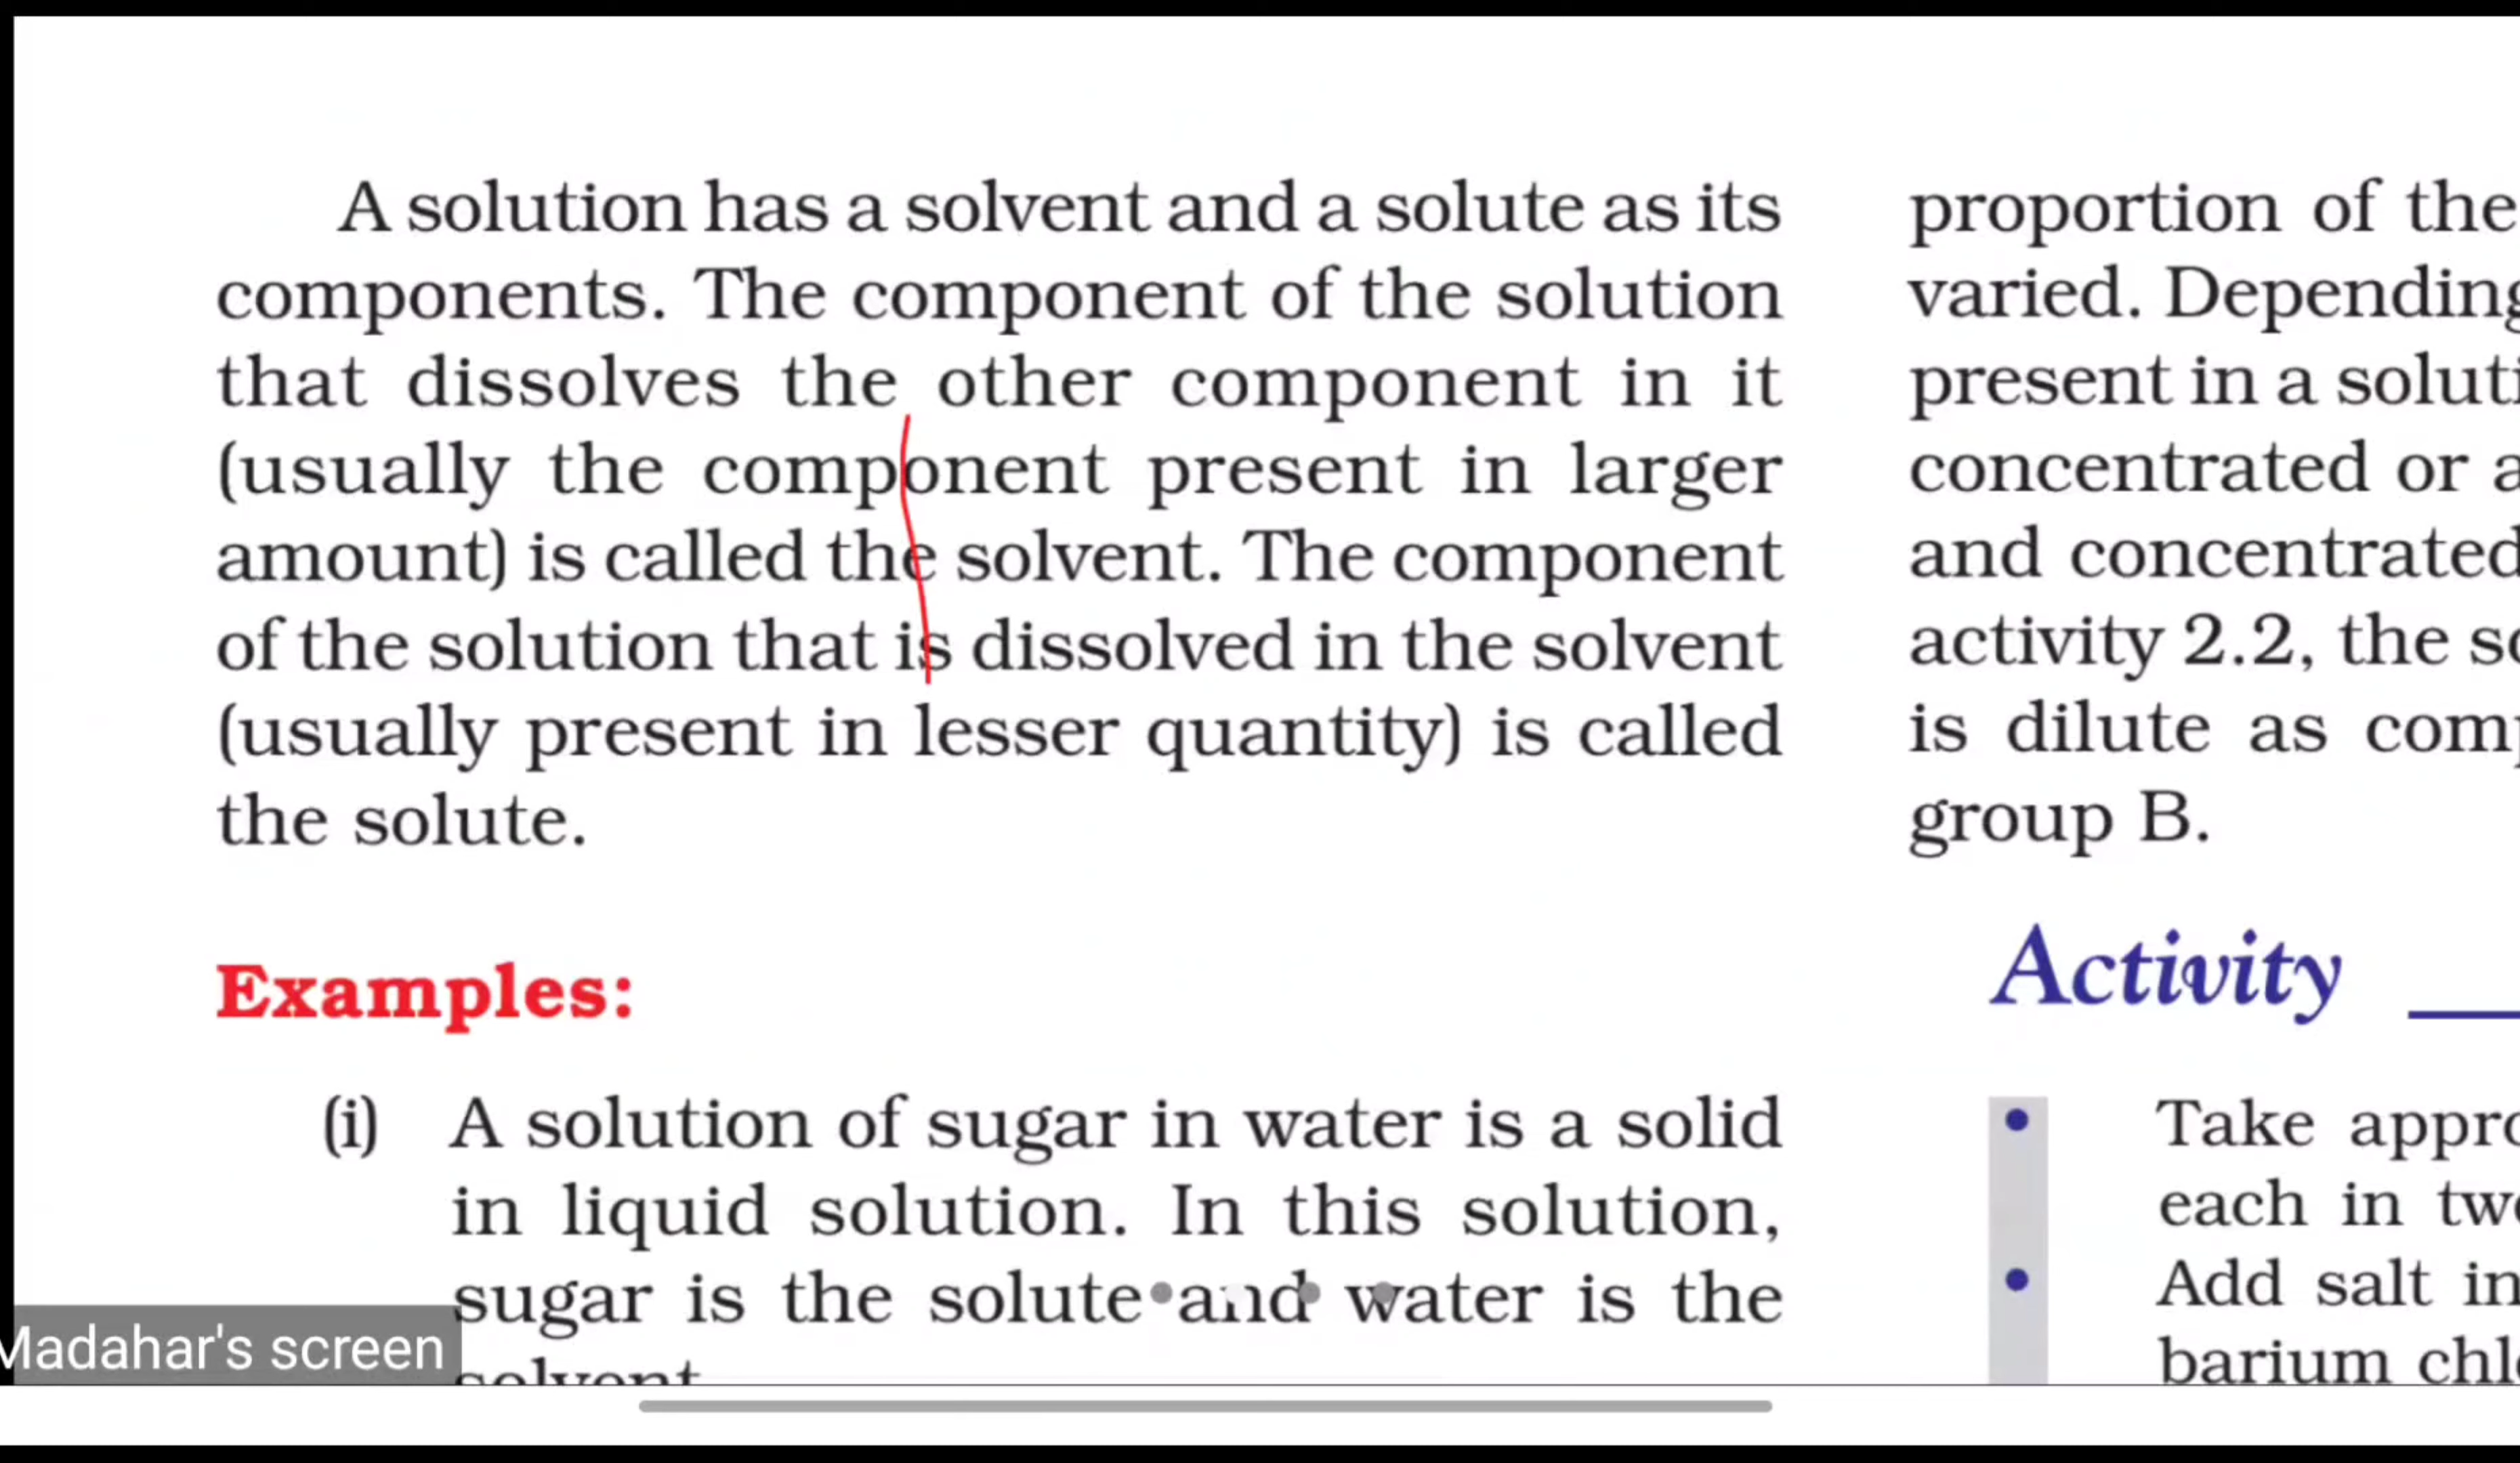 A solution has a solvent and a solute as its
components. The component of the solution
that dissolves the other component in it
(usually the component present in larger
amount) is called the solvent. The component
of the solution that is dissolved in the solvent
(usually present in lesser quantity) is called
the solute.
Examples:
(i) A solution of sugar in water is a solid
in liquid solution. In this solution,
sugar is the solute and water is the
solvent
proportion of the
varied. Depending
present in a soluti
concentrated or a
and concentrated
activity 2.2, the so
is dilute as comp
group B.
Activity
• Take appro
each in two
• Add salt in
barium chlo
Madahar's screen